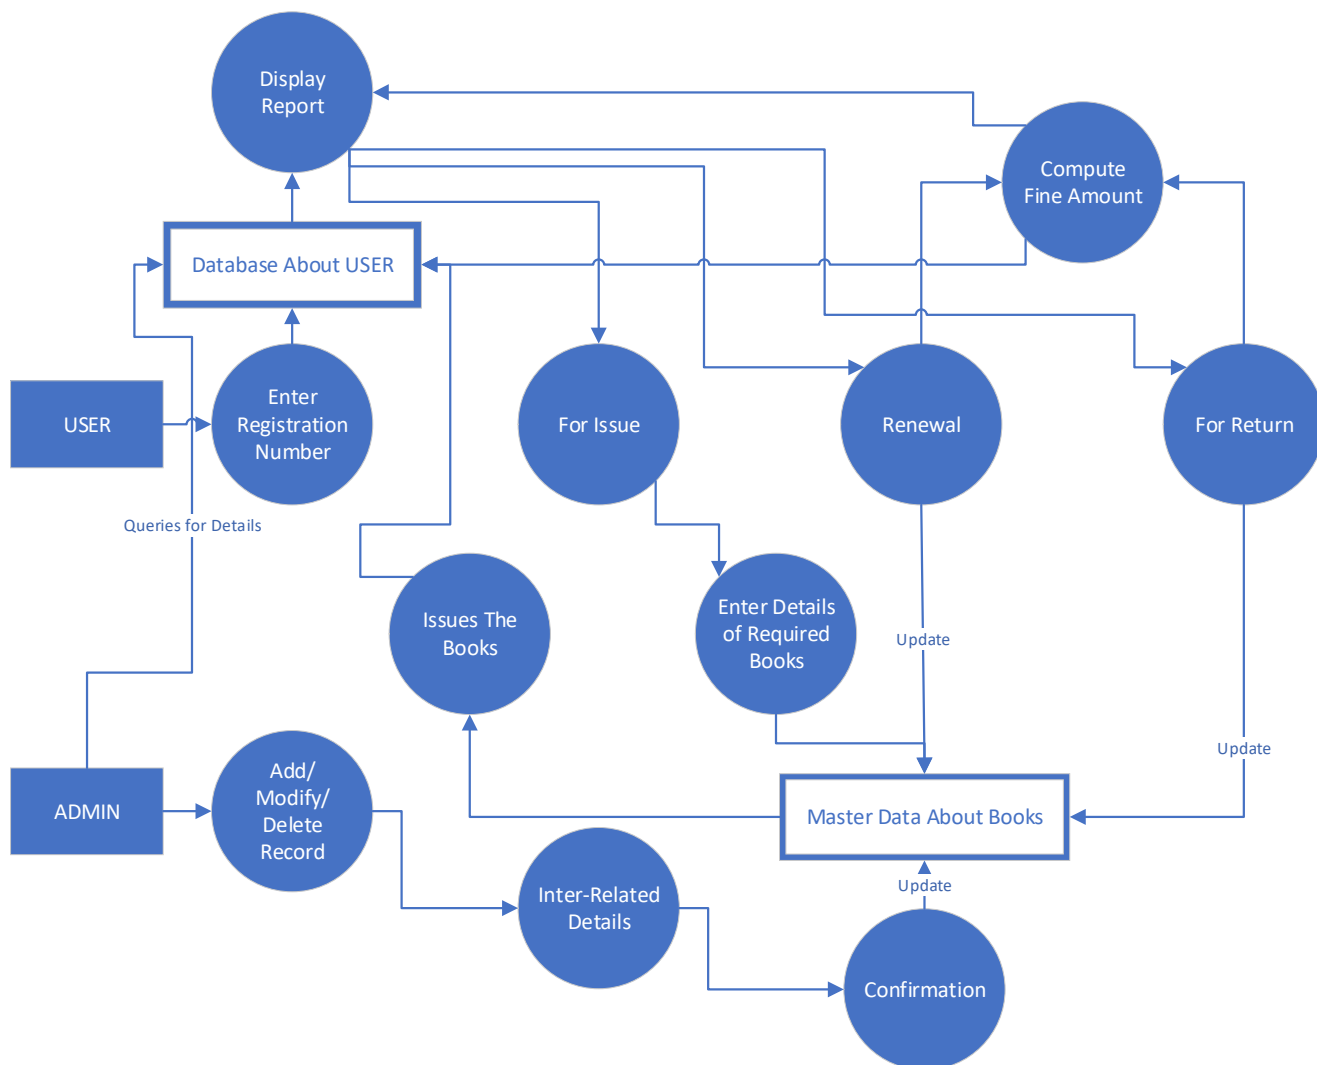 Display
Report
Compute
Fine Amount
Database About USER
USER
Enter
Registration
Number
For Issue
Renewal
For Return
Queries for Details
Issues The
Books
Enter Details
of Required
Books
Update
Update
ADMIN
Add/
Modify/
Delete
Record
Master Data About Books
Inter-Related
Details
Update
Confirmation